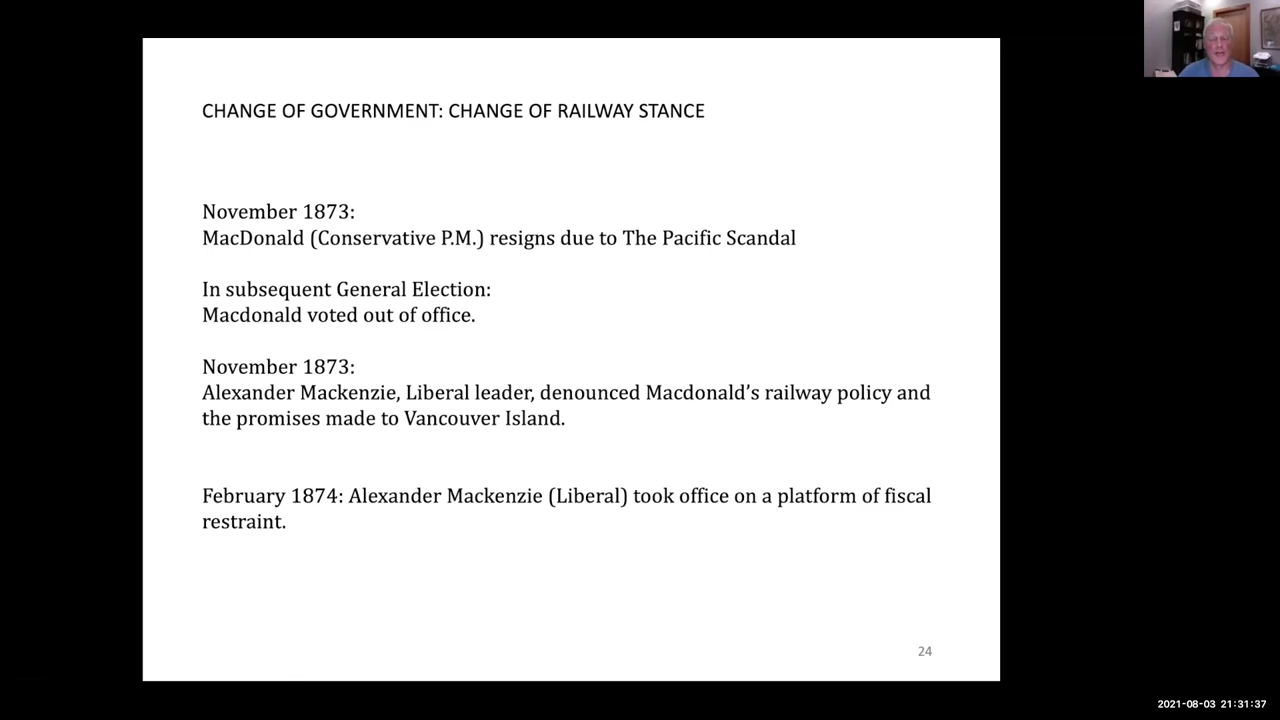 CHANGE OF GOVERNMENT: CHANGE OF RAILWAY STANCE
November 1873:
MacDonald (Conservative P.M.) resigns due to The Pacific Scandal
In subsequent General Election:
Macdonald voted out of office.
November 1873:
Alexander Mackenzie, Liberal leader, denounced Macdonald’s railway policy and
the promises made to Vancouver Island.
February 1874: Alexander Mackenzie (Liberal) took office on a platform of fiscal
restraint.
24
2021-08-03 21:31:37